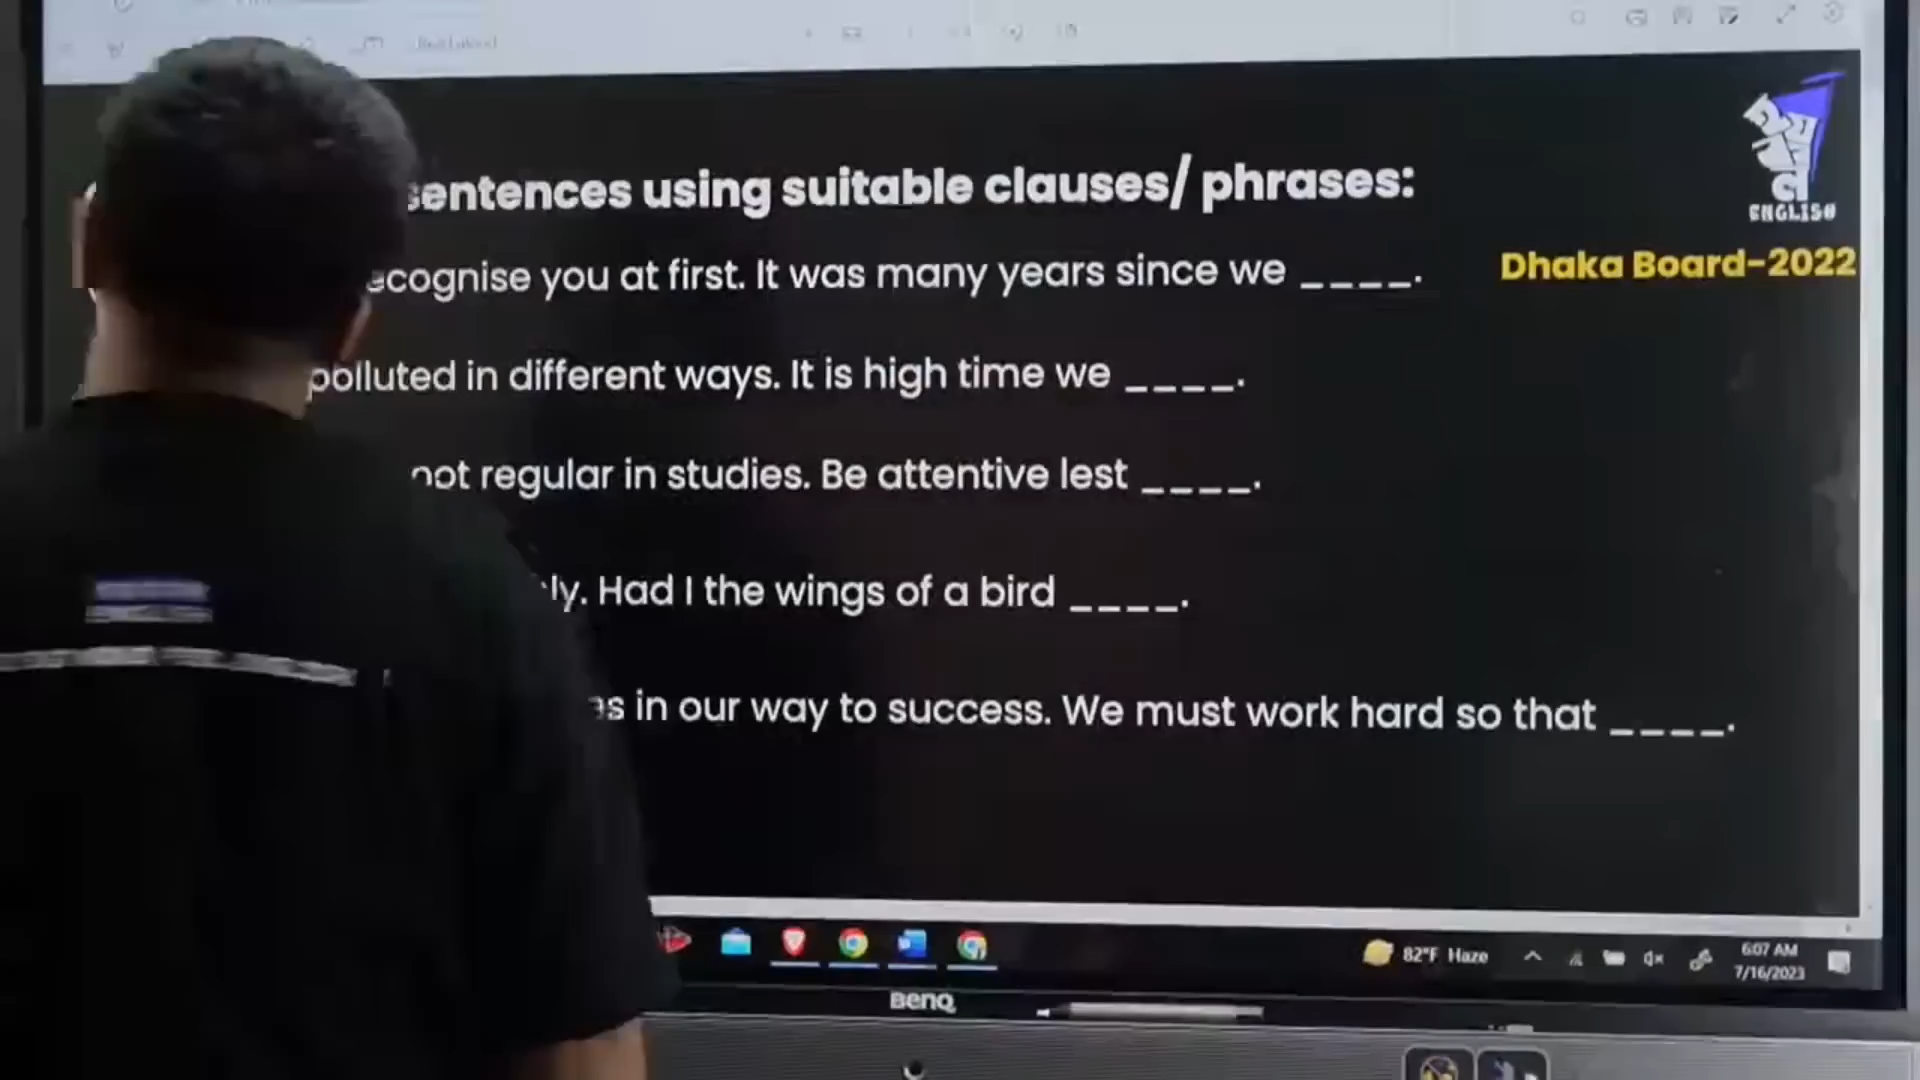 sentences using suitable clauses/ phrases:
ENGLISH
ecognise you at first. It was many years since we ____.
Dhaka Board-2022
polluted in different ways. It is high time we ____.
not regular in studies. Be attentive lest ____.
ly. Had I the wings of a bird ____.
in our way to success. We must work hard so that ____.
82°F Haze
6:07 AM
7/16/2023
BenQ